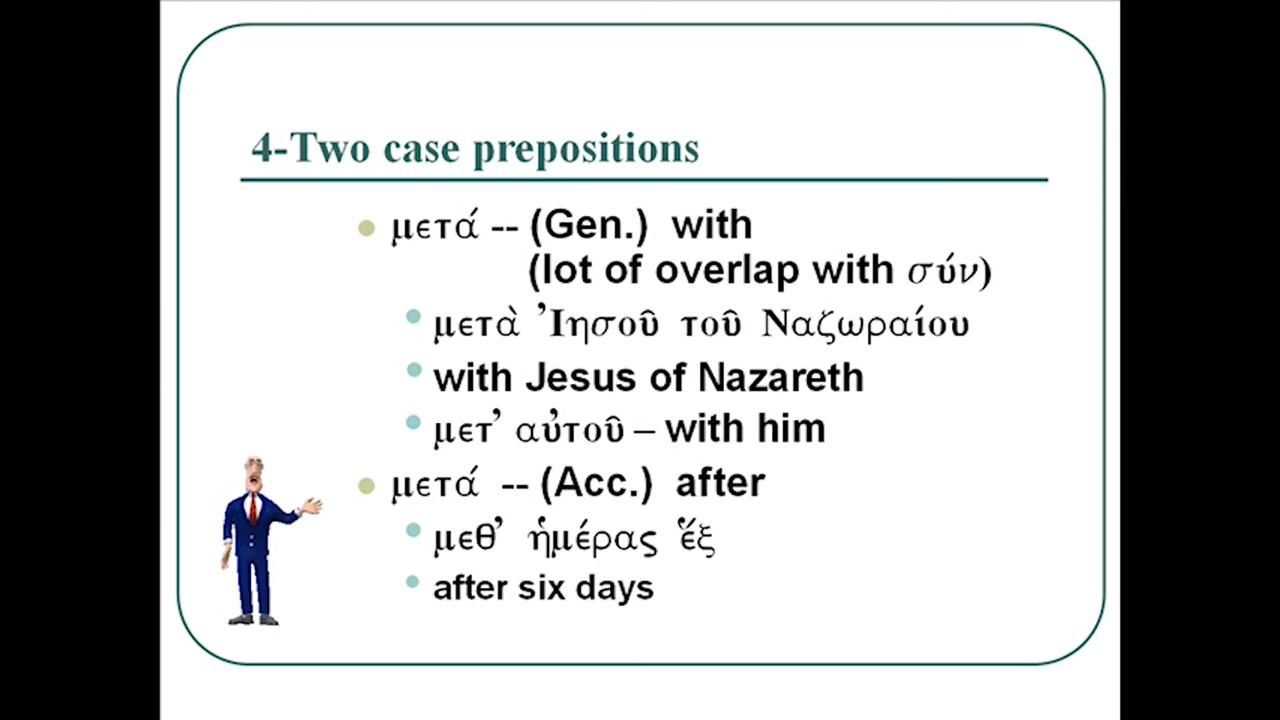 4-Two case prepositions
μετά -- (Gen.) with
(lot of overlap with σύν)
μετὰ Ἰησοῦ τοῦ Ναζωραίου
with Jesus of Nazareth
μετ’ αὐτοῦ – with him
μετά -- (Acc.) after
μεθ’ ἡμέρας ἕξ
after six days